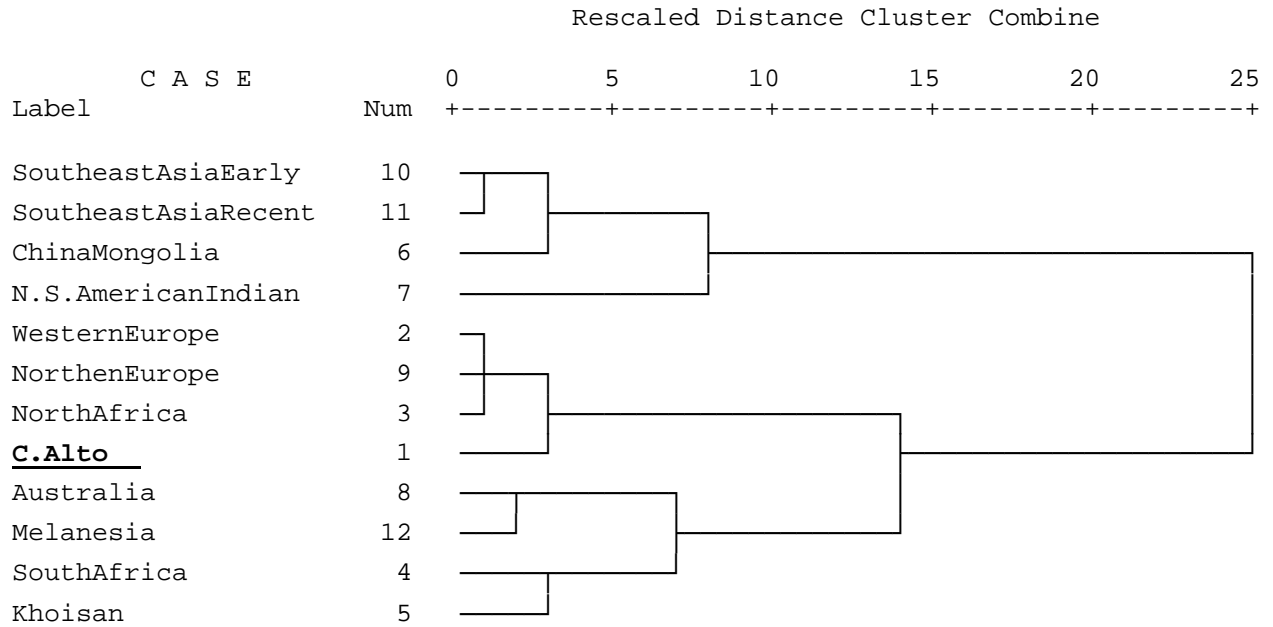 Rescaled Distance Cluster Combine
C A S E 0 5 10 15 20 25
Label Num +---------+---------+---------+---------+---------+
SoutheastAsiaEarly 10
SoutheastAsiaRecent 11
ChinaMongolia 6
N.S.AmericanIndian 7
WesternEurope 2
NorthenEurope 9
NorthAfrica 3
C.Alto 1
Australia 8
Melanesia 12
SouthAfrica 4
Khoisan 5